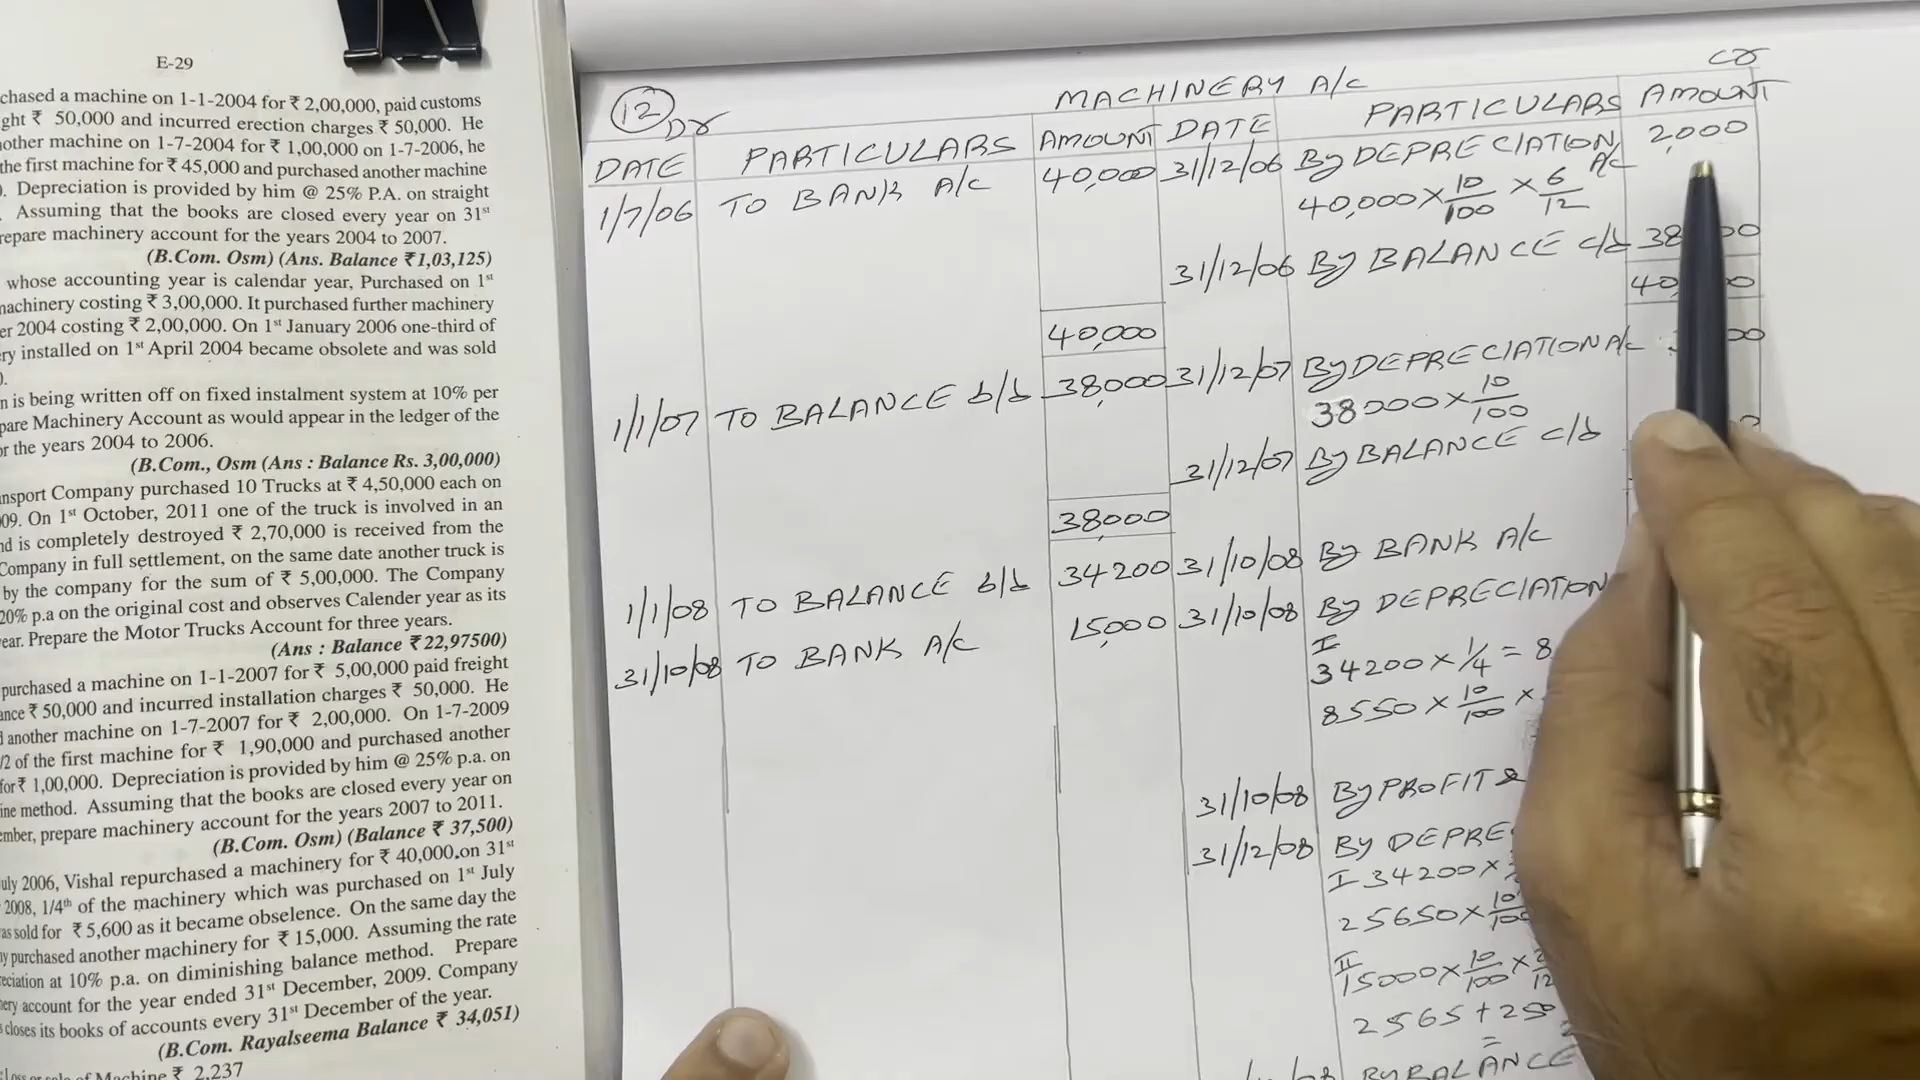 E-29
chased a machine on 1-1-2004 for ₹ 2,00,000, paid customs
ght ₹ 50,000 and incurred erection charges ₹ 50,000. He
other machine on 1-7-2004 for ₹ 1,00,000 on 1-7-2006, he
the first machine for ₹ 45,000 and purchased another machine
). Depreciation is provided by him @ 25% P.A. on straight
Assuming that the books are closed every year on 31st
repare machinery account for the years 2004 to 2007.
(B.Com. Osm) (Ans. Balance ₹1,03,125)
whose accounting year is calendar year, Purchased on 1st
machinery costing ₹ 3,00,000. It purchased further machinery
er 2004 costing ₹ 2,00,000. On 1st January 2006 one-third of
ry installed on 1st April 2004 became obsolete and was sold
).
n is being written off on fixed instalment system at 10% per
pare Machinery Account as would appear in the ledger of the
or the years 2004 to 2006.
(B.Com., Osm (Ans : Balance Rs. 3,00,000)
ansport Company purchased 10 Trucks at ₹ 4,50,000 each on
09. On 1st October, 2011 one of the truck is involved in an
nd is completely destroyed ₹ 2,70,000 is received from the
Company in full settlement, on the same date another truck is
by the company for the sum of ₹ 5,00,000. The Company
20% p.a on the original cost and observes Calender year as its
ear. Prepare the Motor Trucks Account for three years.
(Ans : Balance ₹22,97500)
purchased a machine on 1-1-2007 for ₹ 5,00,000 paid freight
ance ₹ 50,000 and incurred installation charges ₹ 50,000. He
d another machine on 1-7-2007 for ₹ 2,00,000. On 1-7-2009
/2 of the first machine for ₹ 1,90,000 and purchased another
for ₹ 1,00,000. Depreciation is provided by him @ 25% p.a. on
ine method. Assuming that the books are closed every year on
ember, prepare machinery account for the years 2007 to 2011.
(B.Com. Osm) (Balance ₹ 37,500)
uly 2006, Vishal repurchased a machinery for ₹ 40,000.on 31st
2008, 1/4th of the machinery which was purchased on 1st July
as sold for ₹ 5,600 as it became obselence. On the same day the
ny purchased another machinery for ₹ 15,000. Assuming the rate
eciation at 10% p.a. on diminishing balance method. Prepare
nery account for the year ended 31st December, 2009. Company
s closes its books of accounts every 31st December of the year.
(B.Com. Rayalseema Balance ₹ 34,051)
Loss or sale of Machine ₹ 2,237
12 Dr MACHINERY A/c Cr
DATE PARTICULARS AMOUNT DATE PARTICULARS AMOUNT
1/7/06 TO BANK A/c 40,000 31/12/06 By DEPRECIATION A/c 2,000
40,000 × 10/100 × 6/12
31/12/06 By BALANCE c/d
40,000
1/1/07 TO BALANCE b/d 38,000 31/12/07 By DEPRECIATION A/c
38000 × 10/100
31/12/07 By BALANCE c/d
38,000
1/1/08 TO BALANCE b/d 34200 31/10/08 By BANK A/c
31/10/08 TO BANK A/c 15,000 31/10/08 By DEPRECIATION
I
34200 × 1/4 = 8
8550 × 10/100 ×
31/10/08 By PROFIT &
31/12/08 By DEPRE
I 34200 ×
25650 × 10/100
II
15000 × 10/100 × 2/12
2565 + 250
=
By BALANCE